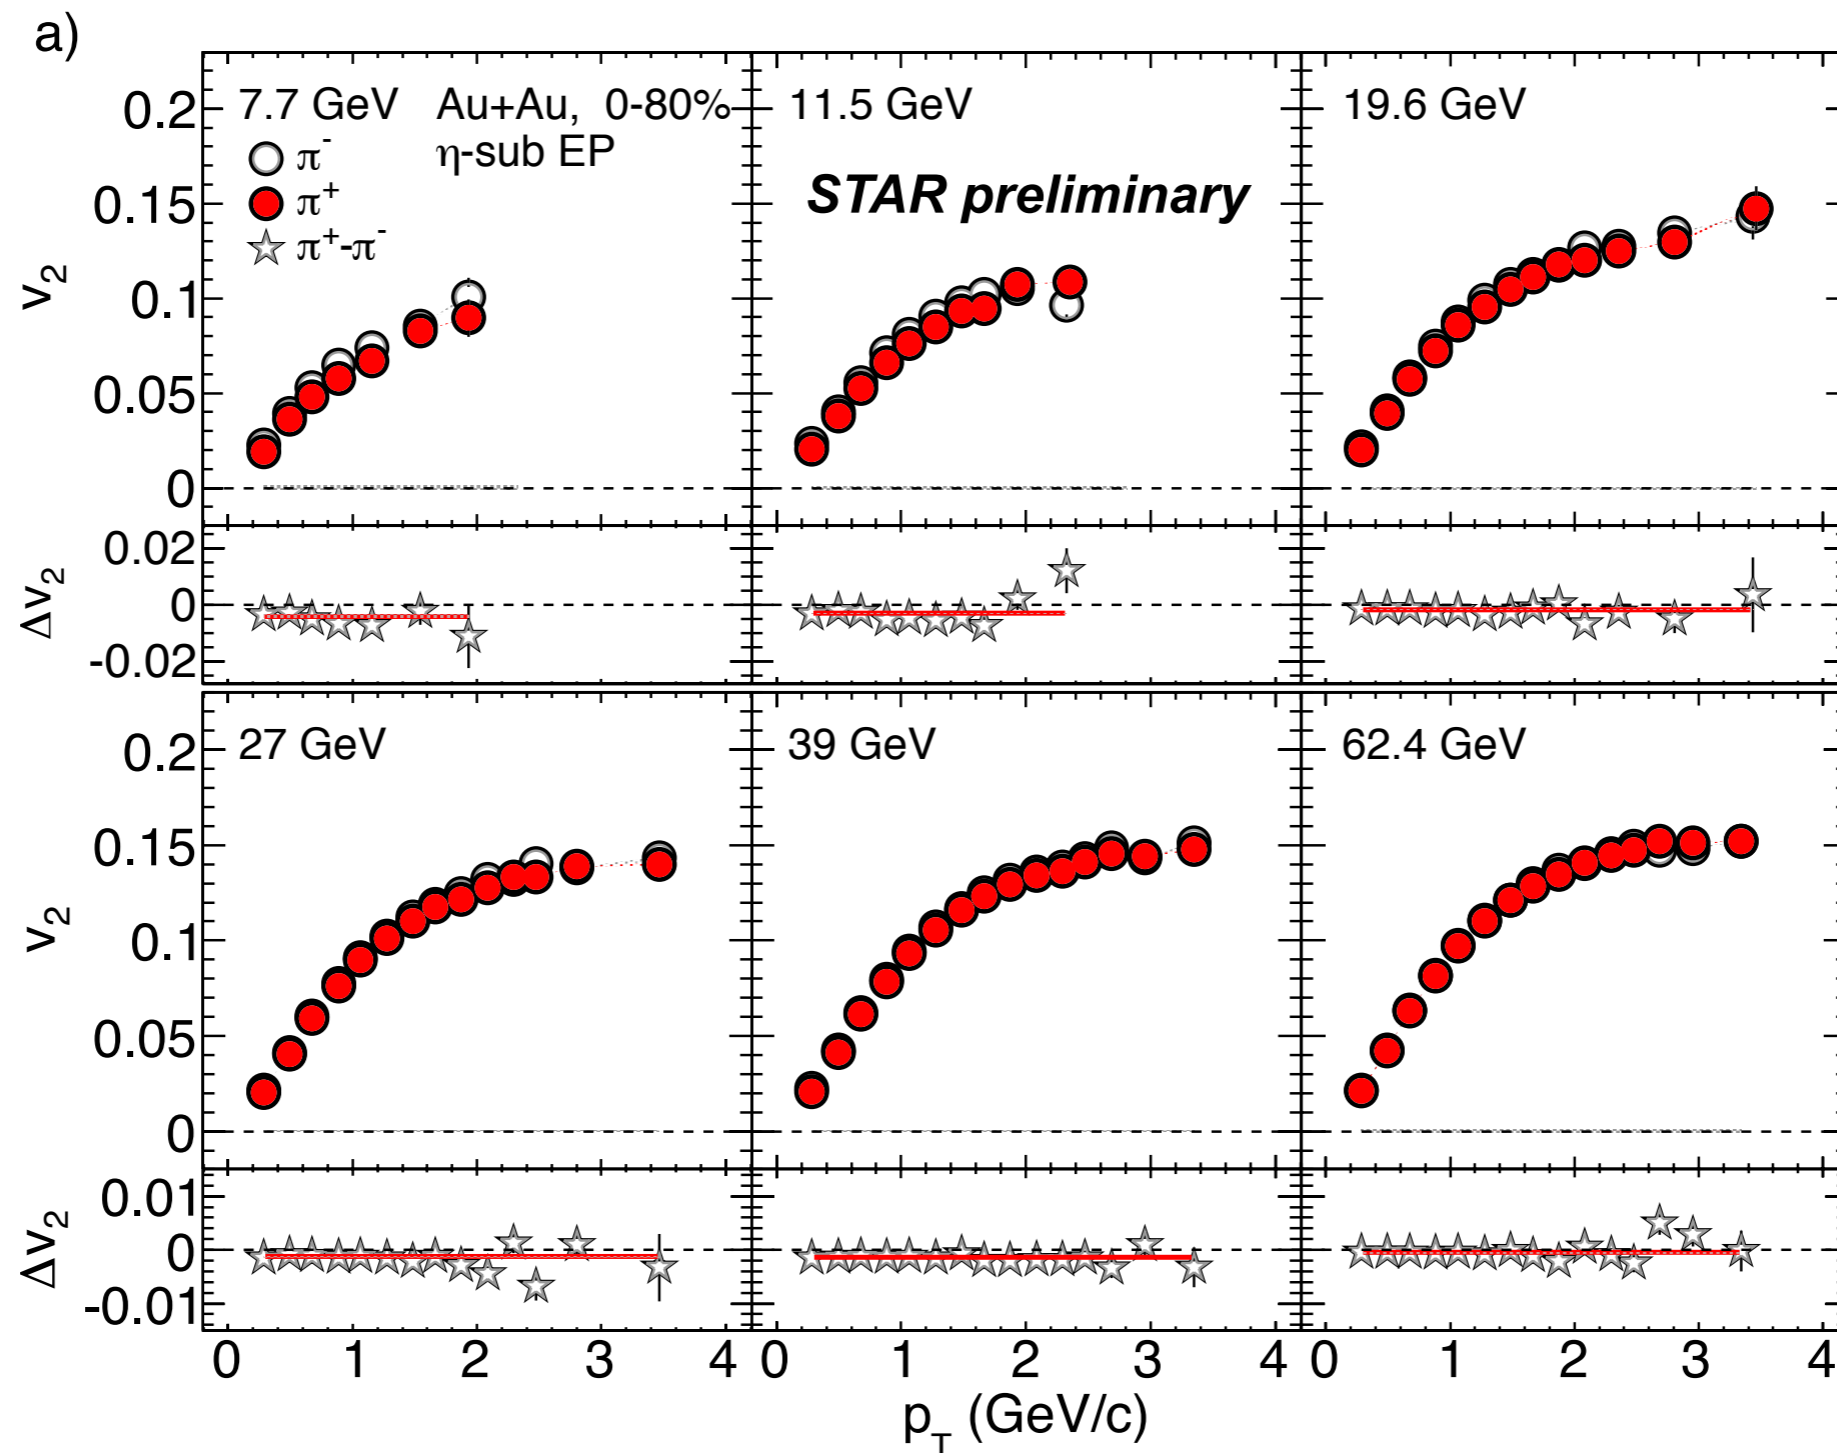 a)
7.7 GeV Au+Au, 0-80%
η-sub EP
π-
π+
π+-π-
11.5 GeV
STAR preliminary
19.6 GeV
v2
0.2
0.15
0.1
0.05
0
Δv2
0.02
0
-0.02
27 GeV
39 GeV
62.4 GeV
v2
0.2
0.15
0.1
0.05
0
Δv2
0.01
0
-0.01
0 1 2 3 4 0 1 2 3 4 0 1 2 3 4
pT (GeV/c)